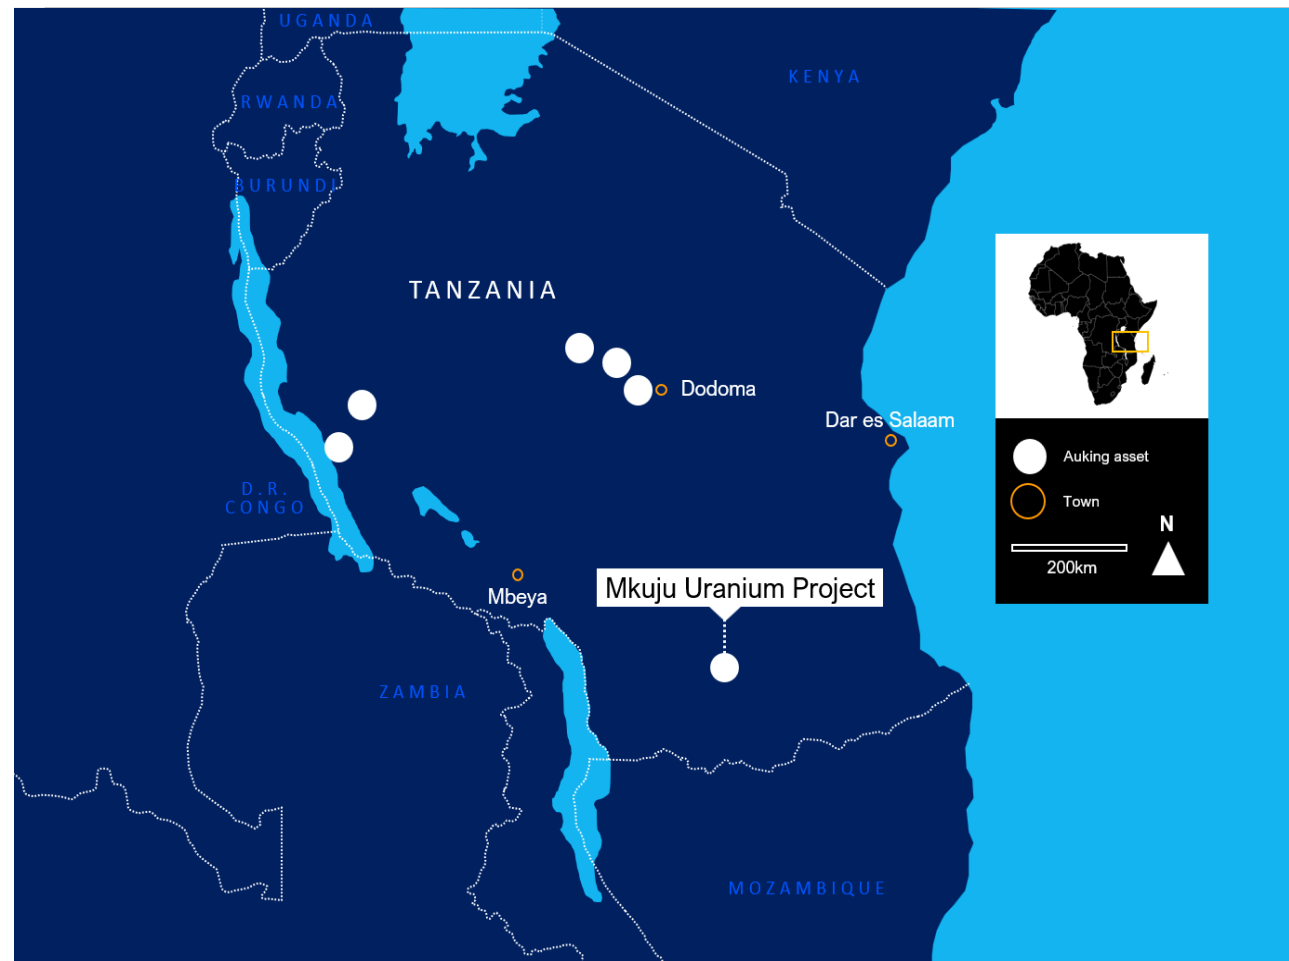 UGANDA
KENYA
RWANDA
BURUNDI
TANZANIA
Dodoma
Dar es Salaam
D.R.
CONGO
Auking asset
Town
N
200km
Mbeya
Mkuju Uranium Project
ZAMBIA
MOZAMBIQUE